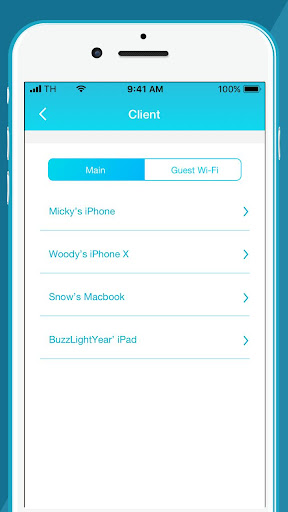 TH 9:41 AM 100%
Client
Main Guest Wi-Fi
Micky's iPhone
Woody's iPhone X
Snow's Macbook
BuzzLightYear' iPad